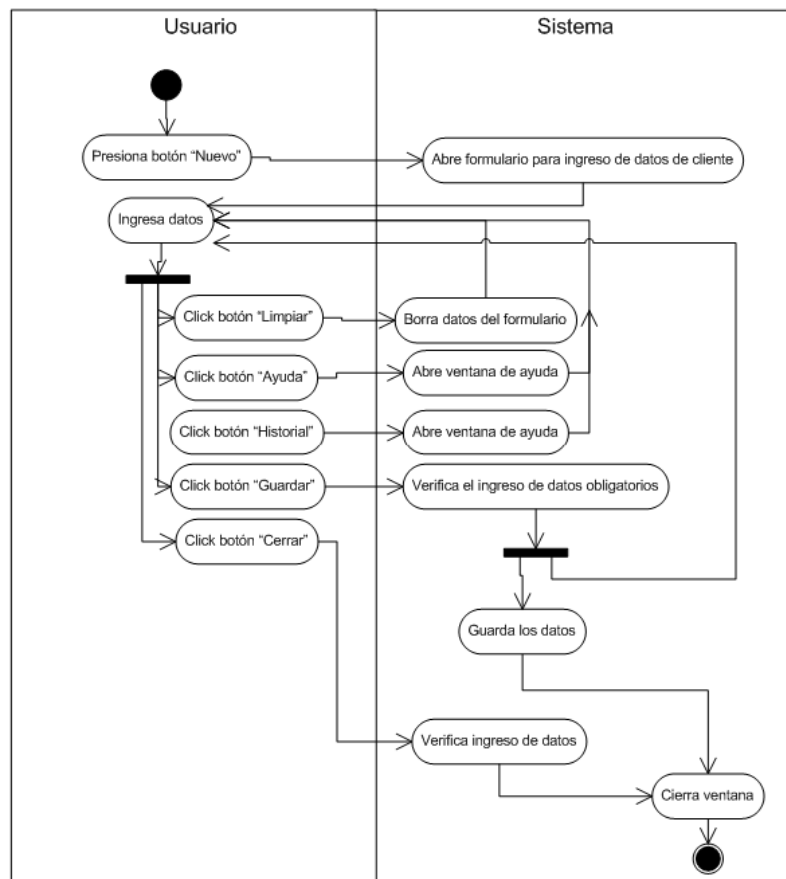 Usuario
Sistema
Presiona botón “Nuevo”
Abre formulario para ingreso de datos de cliente
Ingresa datos
Click botón “Limpiar”
Borra datos del formulario
Click botón “Ayuda”
Abre ventana de ayuda
Click botón “Historial”
Abre ventana de ayuda
Click botón “Guardar”
Verifica el ingreso de datos obligatorios
Click botón “Cerrar”
Guarda los datos
Verifica ingreso de datos
Cierra ventana